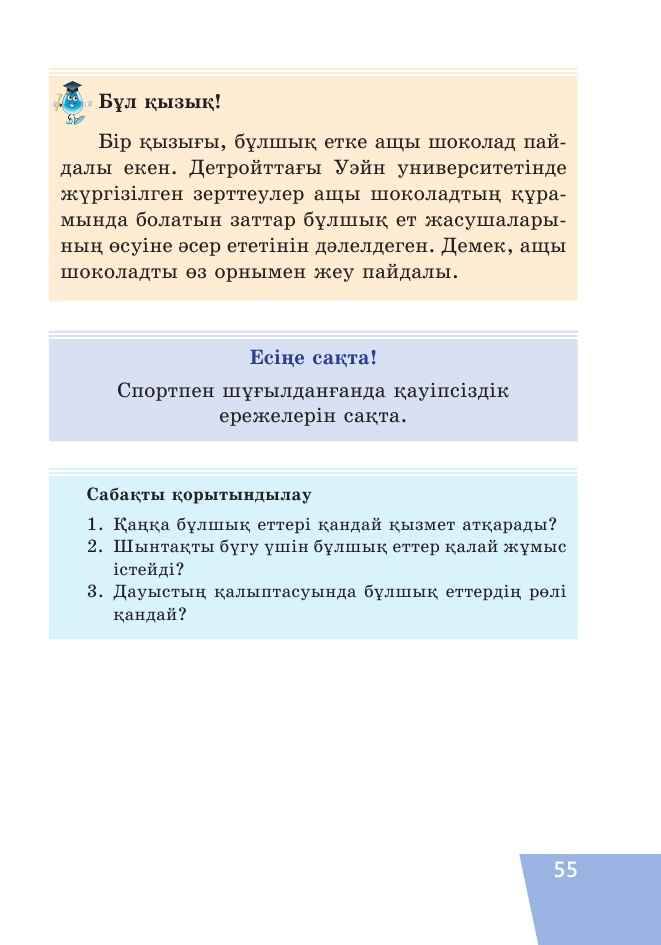 Бұл қызық!
Бір қызығы, бұлшық етке ащы шоколад пай-
далы екен. Детройттағы Уэйн университетінде
жүргізілген зерттеулер ащы шоколадтың құра-
мында болатын заттар бұлшық ет жасушалары-
ның өсуіне әсер ететінін дәлелдеген. Демек, ащы
шоколадты өз орнымен жеу пайдалы.
Есіңе сақта!
Спортпен шұғылданғанда қауіпсіздік
ережелерін сақта.
Сабақты қорытындылау
1. Қаңқа бұлшық еттері қандай қызмет атқарады?
2. Шынтақты бүгу үшін бұлшық еттер қалай жұмыс
істейді?
3. Дауыстың қалыптасуында бұлшық еттердің рөлі
қандай?
55